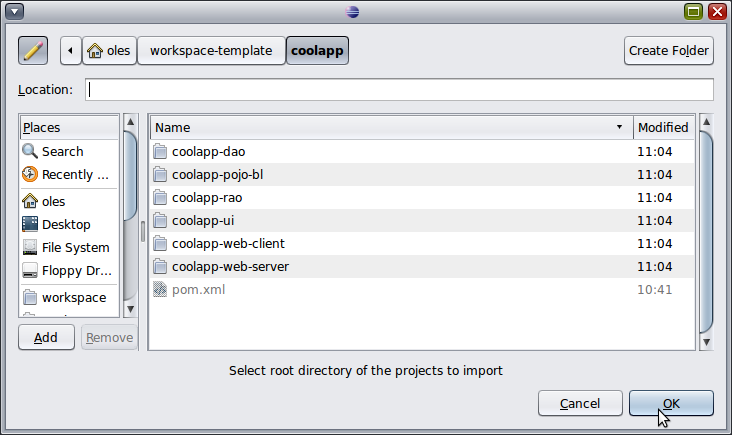 oles workspace-template coolapp Create Folder
Location:
Places
Search
Recently ...
oles
Desktop
File System
Floppy Dr...
workspace
Add Remove
Name Modified
coolapp-dao 11:04
coolapp-pojo-bl 11:04
coolapp-rao 11:04
coolapp-ui 11:04
coolapp-web-client 11:04
coolapp-web-server 11:04
pom.xml 10:41
Select root directory of the projects to import
Cancel OK